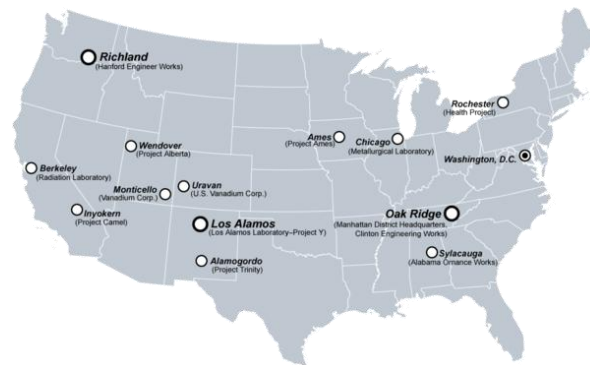 Richland
(Hanford Engineer Works)
Rochester
(Health Project)
Ames
(Project Ames)
Chicago
(Metallurgical Laboratory)
Wendover
(Project Alberta)
Washington, D.C.
Berkeley
(Radiation Laboratory)
Monticello
(Vanadium Corp.)
Uravan
(U.S. Vanadium Corp.)
Inyokern
(Project Camel)
Los Alamos
(Los Alamos Laboratory–Project Y)
Oak Ridge
(Manhattan District Headquarters.
Clinton Engineering Works)
Alamogordo
(Project Trinity)
Sylacauga
(Alabama Ornance Works)